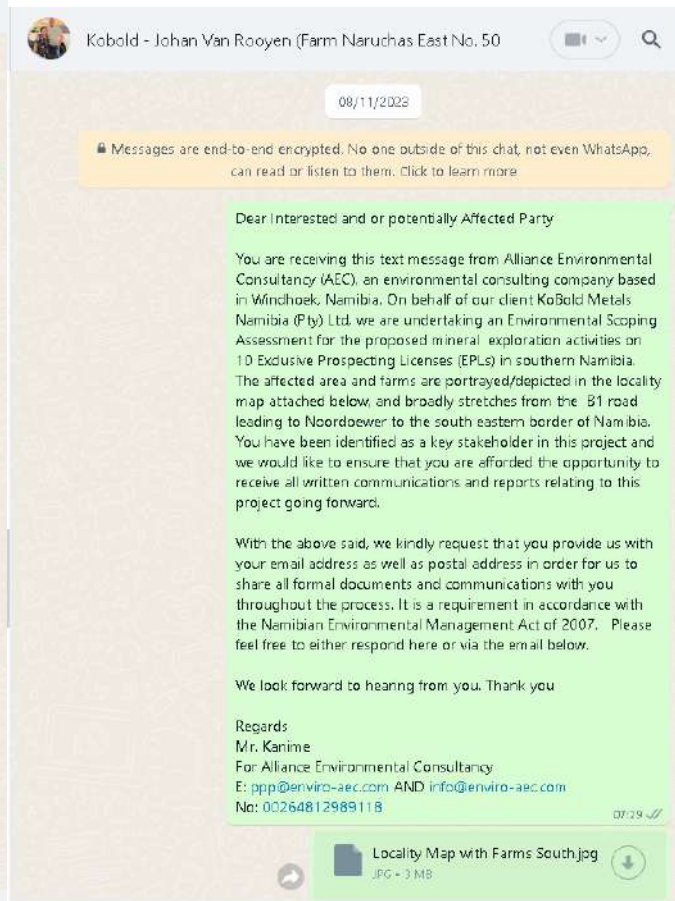 Kobold - Johan Van Rooyen (Farm Naruchas East No. 50
08/11/2023
Messages are end-to-end encrypted. No one outside of this chat, not even WhatsApp,
can read or listen to them. Click to learn more
Dear Interested and or potentially Affected Party
You are receiving this text message from Alliance Environmental
Consultancy (AEC), an environmental consulting company based
in Windhoek, Namibia. On behalf of our client KoBold Metals
Namibia (Pty) Ltd, we are undertaking an Environmental Scoping
Assessment for the proposed mineral exploration activities on
10 Exclusive Prospecting Licenses (EPLs) in southern Namibia.
The affected area and farms are portrayed/depicted in the locality
map attached below, and broadly stretches from the B1 road
leading to Noordoewer to the south eastern border of Namibia.
You have been identified as a key stakeholder in this project and
we would like to ensure that you are afforded the opportunity to
receive all written communications and reports relating to this
project going forward.
With the above said, we kindly request that you provide us with
your email address as well as postal address in order for us to
share all formal documents and communications with you
throughout the process. It is a requirement in accordance with
the Namibian Environmental Management Act of 2007. Please
feel free to either respond here or via the email below.
We look forward to hearing from you. Thank you
Regards
Mr. Kanime
For Alliance Environmental Consultancy
E: ppp@enviro-aec.com AND info@enviro-aec.com
No: 00264812989118
07:29
Locality Map with Farms South.jpg
JPG • 3 MB